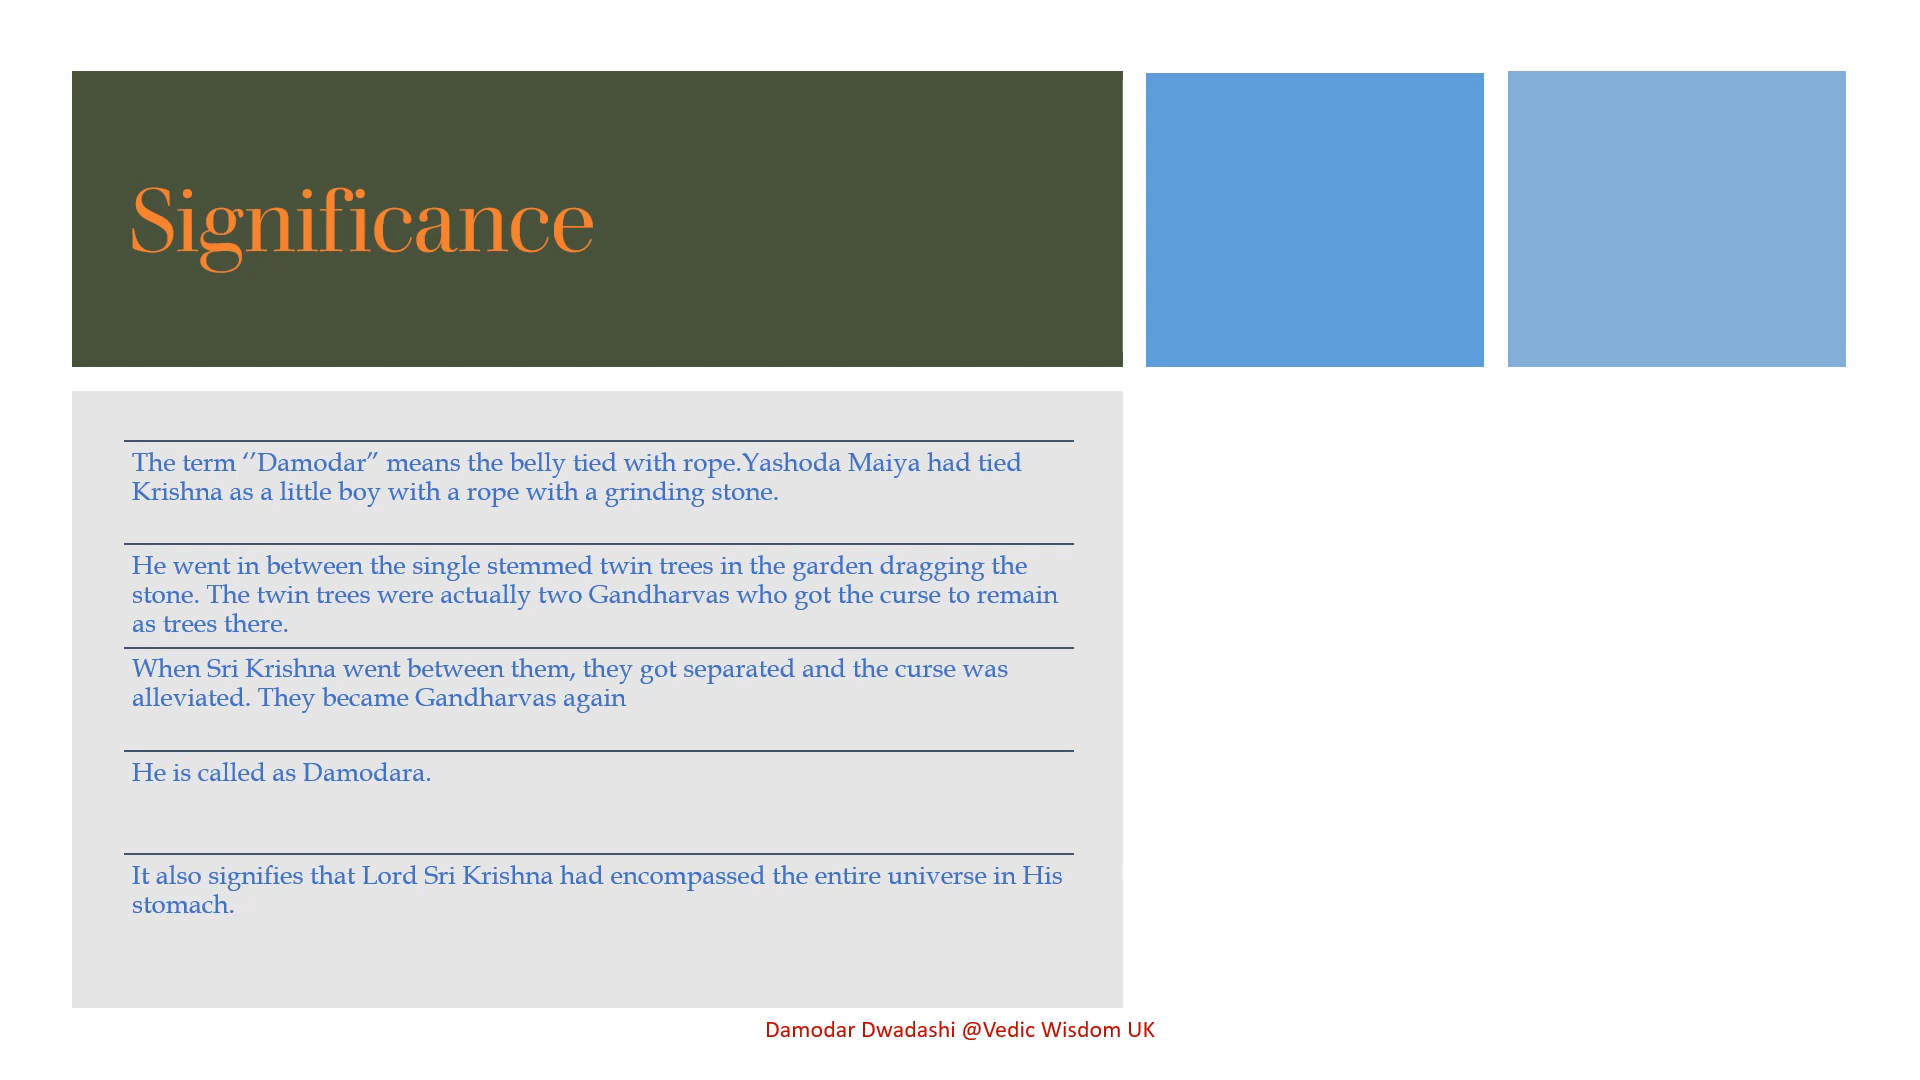 Significance
The term ‘’Damodar” means the belly tied with rope.Yashoda Maiya had tied
Krishna as a little boy with a rope with a grinding stone.
He went in between the single stemmed twin trees in the garden dragging the
stone. The twin trees were actually two Gandharvas who got the curse to remain
as trees there.
When Sri Krishna went between them, they got separated and the curse was
alleviated. They became Gandharvas again
He is called as Damodara.
It also signifies that Lord Sri Krishna had encompassed the entire universe in His
stomach.
Damodar Dwadashi @Vedic Wisdom UK